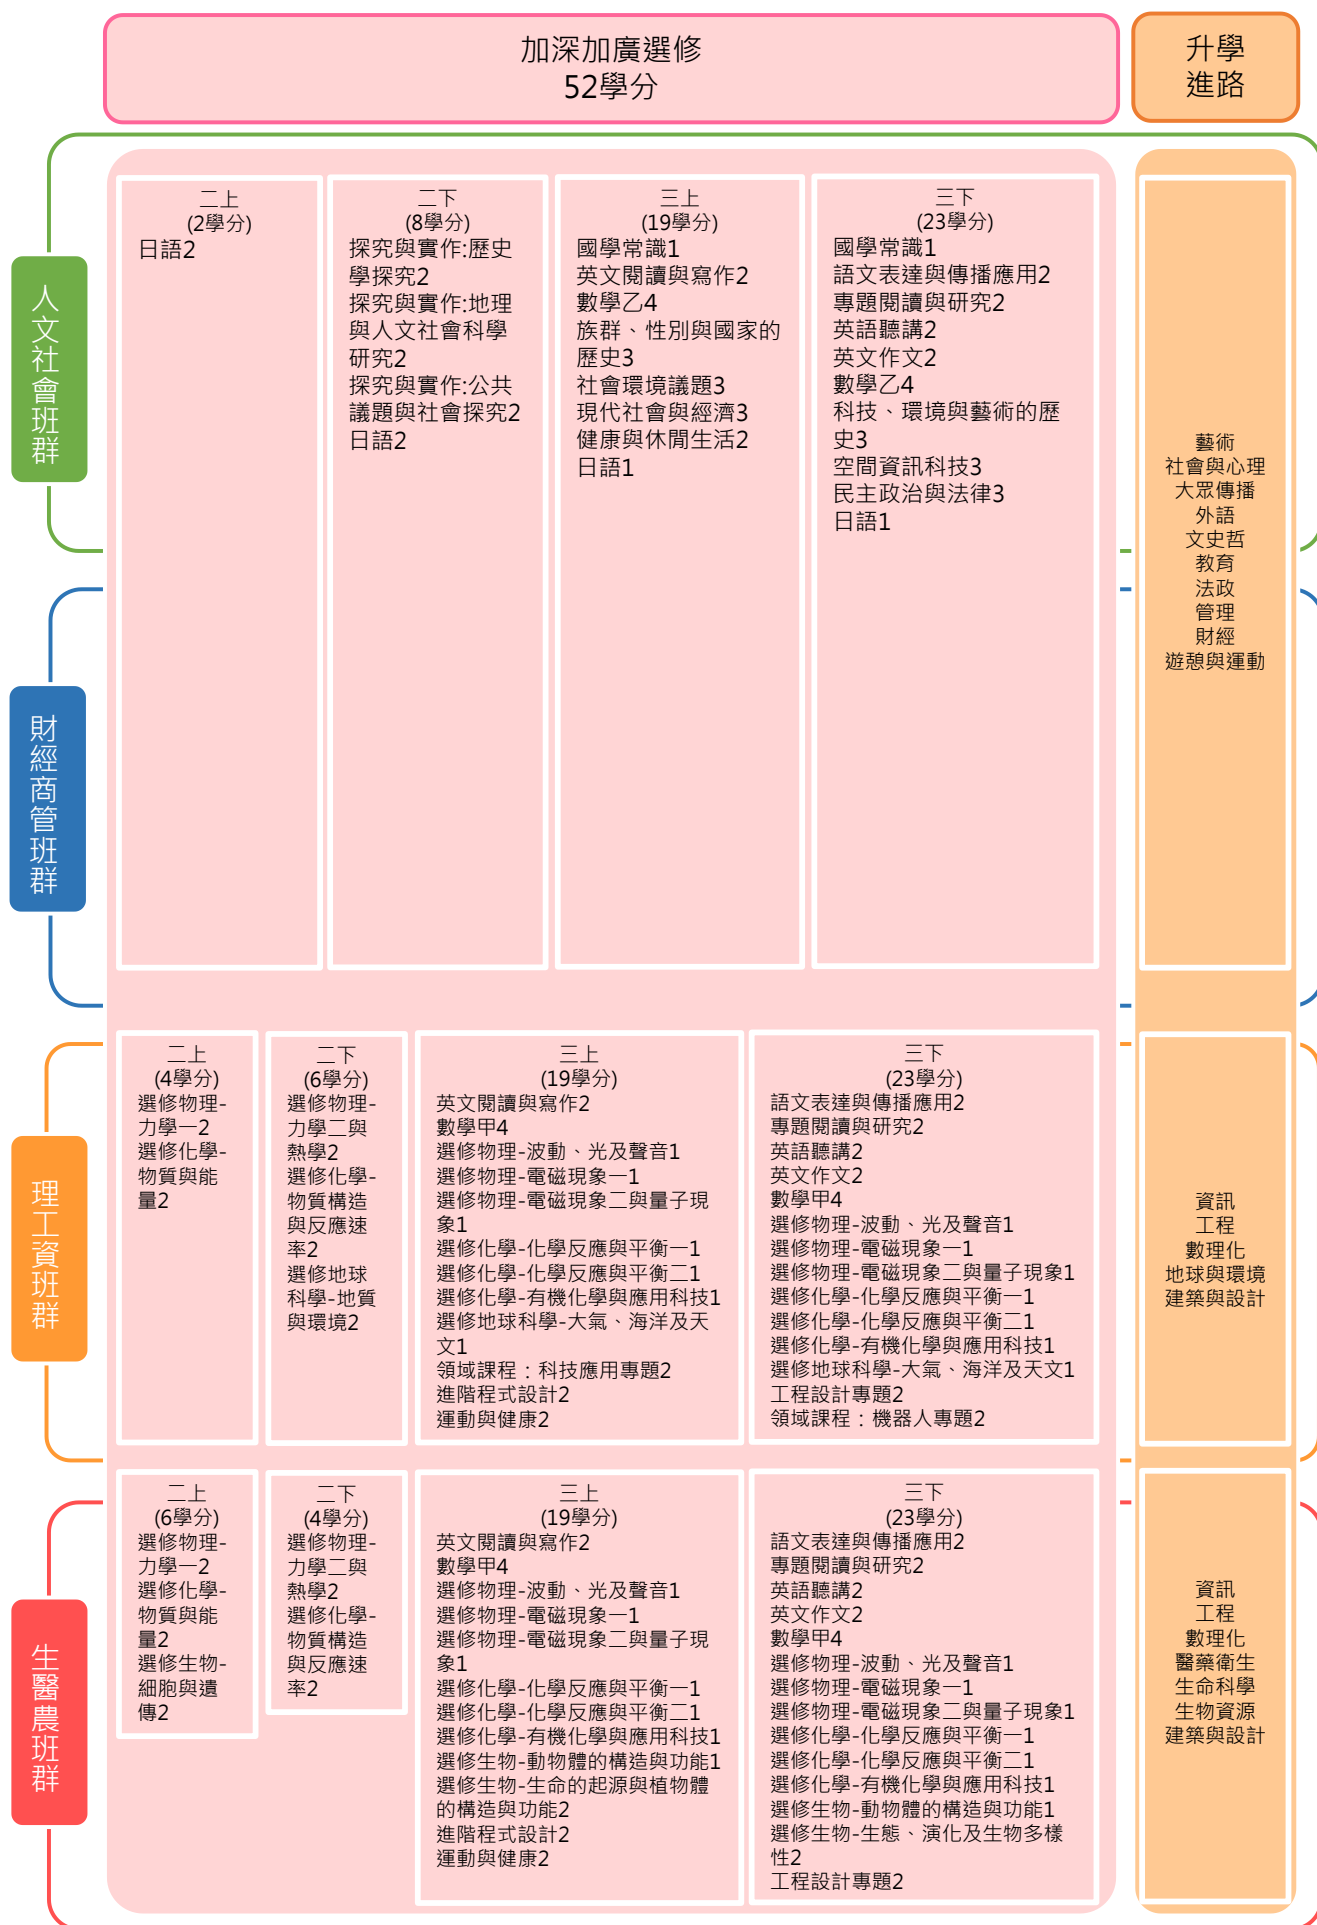 加深加廣選修
52學分
升學
進路
人文社會班群
二上
(2學分)
日語2
二下
(8學分)
探究與實作:歷史
學探究2
探究與實作:地理
與人文社會科學
研究2
探究與實作:公共
議題與社會探究2
日語2
三上
(19學分)
國學常識1
英文閱讀與寫作2
數學乙4
族群、性別與國家的
歷史3
社會環境議題3
現代社會與經濟3
健康與休閒生活2
日語1
三下
(23學分)
國學常識1
語文表達與傳播應用2
專題閱讀與研究2
英語聽講2
英文作文2
數學乙4
科技、環境與藝術的歷
史3
空間資訊科技3
民主政治與法律3
日語1
藝術
社會與心理
大眾傳播
外語
文史哲
教育
法政
管理
財經
遊憩與運動
財經商管班群
理工資班群
二上
(4學分)
選修物理-
力學一2
選修化學-
物質與能
量2
二下
(6學分)
選修物理-
力學二與
熱學2
選修化學-
物質構造
與反應速
率2
選修地球
科學-地質
與環境2
三上
(19學分)
英文閱讀與寫作2
數學甲4
選修物理-波動、光及聲音1
選修物理-電磁現象一1
選修物理-電磁現象二與量子現
象1
選修化學-化學反應與平衡一1
選修化學-化學反應與平衡二1
選修化學-有機化學與應用科技1
選修地球科學-大氣、海洋及天
文1
領域課程：科技應用專題2
進階程式設計2
運動與健康2
三下
(23學分)
語文表達與傳播應用2
專題閱讀與研究2
英語聽講2
英文作文2
數學甲4
選修物理-波動、光及聲音1
選修物理-電磁現象一1
選修物理-電磁現象二與量子現象1
選修化學-化學反應與平衡一1
選修化學-化學反應與平衡二1
選修化學-有機化學與應用科技1
選修地球科學-大氣、海洋及天文1
工程設計專題2
領域課程：機器人專題2
資訊
工程
數理化
地球與環境
建築與設計
生醫農班群
二上
(6學分)
選修物理-
力學一2
選修化學-
物質與能
量2
選修生物-
細胞與遺
傳2
二下
(4學分)
選修物理-
力學二與
熱學2
選修化學-
物質構造
與反應速
率2
三上
(19學分)
英文閱讀與寫作2
數學甲4
選修物理-波動、光及聲音1
選修物理-電磁現象一1
選修物理-電磁現象二與量子現
象1
選修化學-化學反應與平衡一1
選修化學-化學反應與平衡二1
選修化學-有機化學與應用科技1
選修生物-動物體的構造與功能1
選修生物-生命的起源與植物體
的構造與功能2
進階程式設計2
運動與健康2
三下
(23學分)
語文表達與傳播應用2
專題閱讀與研究2
英語聽講2
英文作文2
數學甲4
選修物理-波動、光及聲音1
選修物理-電磁現象一1
選修物理-電磁現象二與量子現象1
選修化學-化學反應與平衡一1
選修化學-化學反應與平衡二1
選修化學-有機化學與應用科技1
選修生物-動物體的構造與功能1
選修生物-生態、演化及生物多樣
性2
工程設計專題2
資訊
工程
數理化
醫藥衛生
生命科學
生物資源
建築與設計